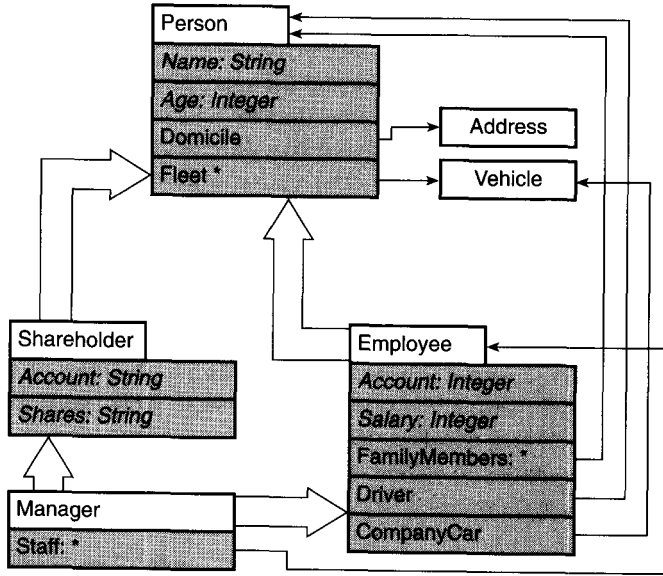 Person
Name: String
Age: Integer
Domicile
Fleet *
Address
Vehicle
Shareholder
Account: String
Shares: String
Employee
Account: Integer
Salary: Integer
FamilyMembers: *
Driver
CompanyCar
Manager
Staff: *